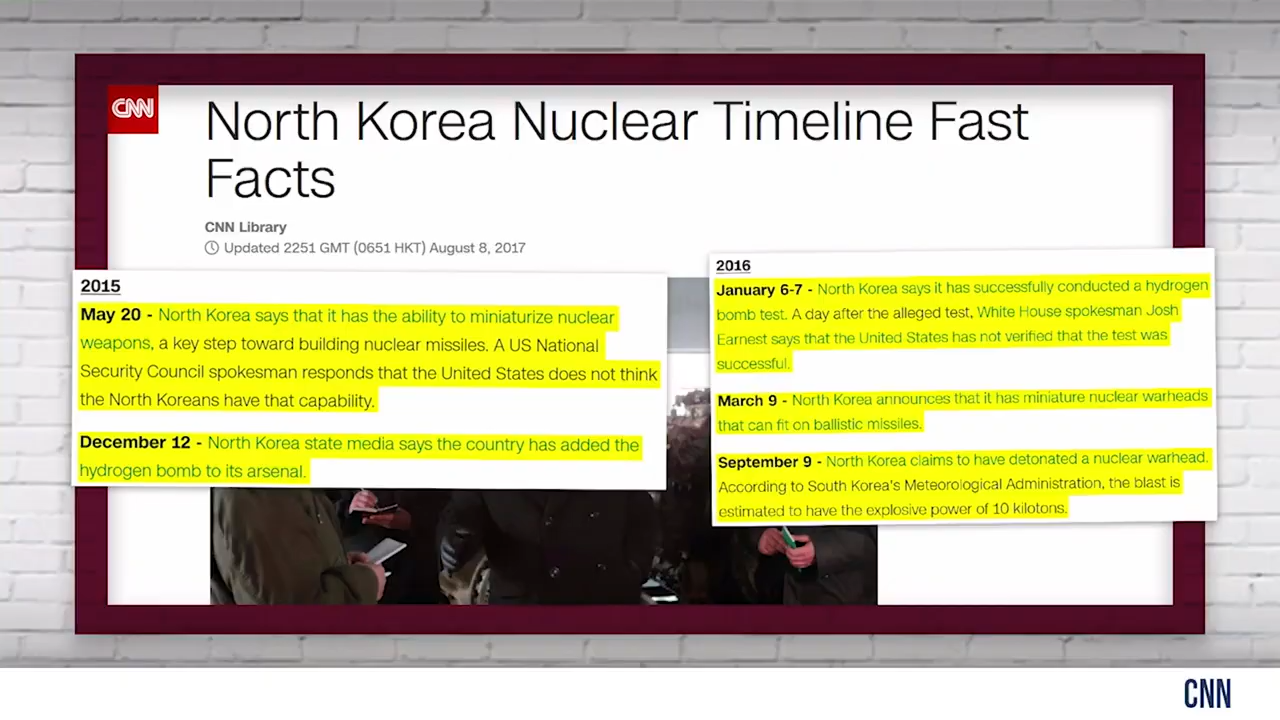 CNN
North Korea Nuclear Timeline Fast
Facts
CNN Library
Updated 2251 GMT (0651 HKT) August 8, 2017
2015
May 20 - North Korea says that it has the ability to miniaturize nuclear
weapons, a key step toward building nuclear missiles. A US National
Security Council spokesman responds that the United States does not think
the North Koreans have that capability.
December 12 - North Korea state media says the country has added the
hydrogen bomb to its arsenal.
2016
January 6-7 - North Korea says it has successfully conducted a hydrogen
bomb test. A day after the alleged test, White House spokesman Josh
Earnest says that the United States has not verified that the test was
successful.
March 9 - North Korea announces that it has miniature nuclear warheads
that can fit on ballistic missiles.
September 9 - North Korea claims to have detonated a nuclear warhead.
According to South Korea's Meteorological Administration, the blast is
estimated to have the explosive power of 10 kilotons.
CNN